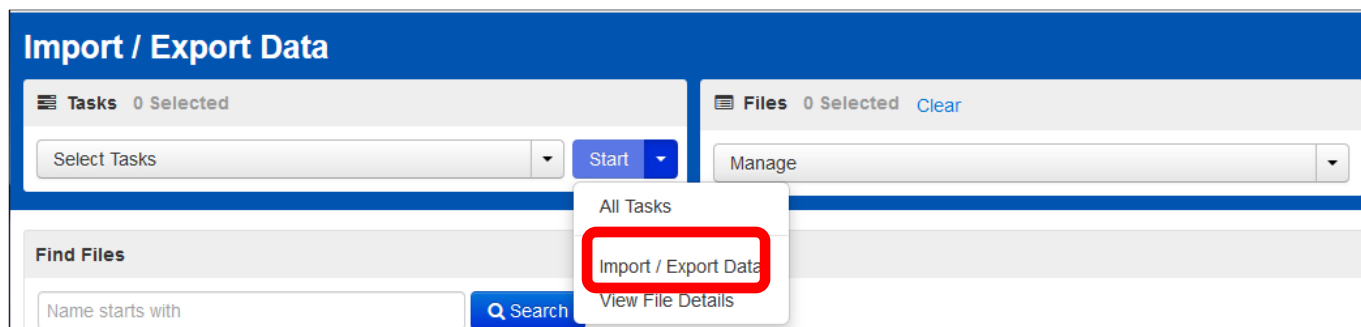 Import / Export Data
Tasks 0 Selected
Files 0 Selected Clear
Select Tasks
Start
Manage
All Tasks
Import / Export Data
View File Details
Find Files
Name starts with
Search